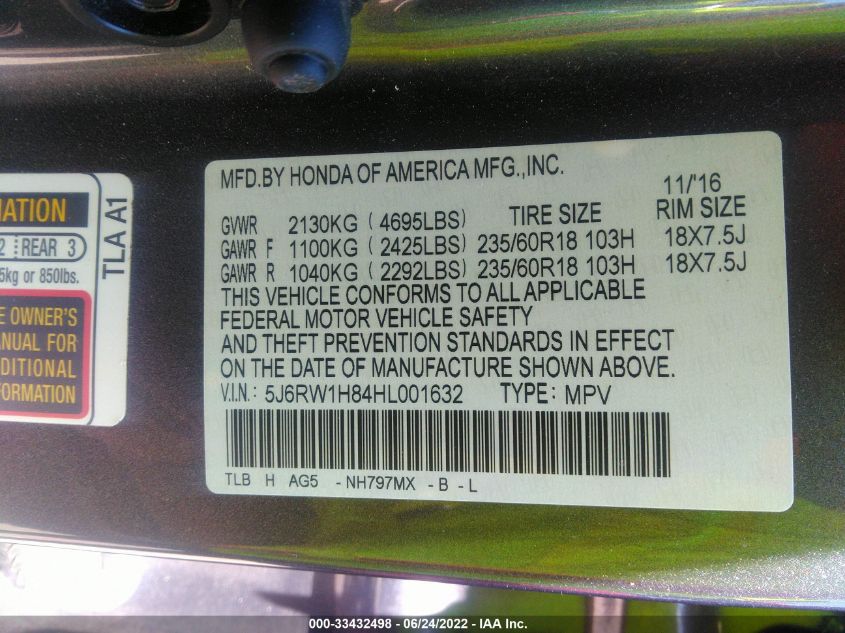 MFD.BY HONDA OF AMERICA MFG.,INC.
11/'16
GVWR 2130KG (4695LBS) TIRE SIZE RIM SIZE
GAWR F 1100KG (2425LBS) 235/60R18 103H 18X7.5J
GAWR R 1040KG (2292LBS) 235/60R18 103H 18X7.5J
THIS VEHICLE CONFORMS TO ALL APPLICABLE
FEDERAL MOTOR VEHICLE SAFETY
AND THEFT PREVENTION STANDARDS IN EFFECT
ON THE DATE OF MANUFACTURE SHOWN ABOVE.
V.I.N: 5J6RW1H84HL001632 TYPE: MPV
TLB H AG5 -NH797MX -B -L
TLA A1
2 REAR 3
5kg or 850lbs.
OWNER'S
FOR
000-33432498 - 06/24/2022 - IAA Inc.